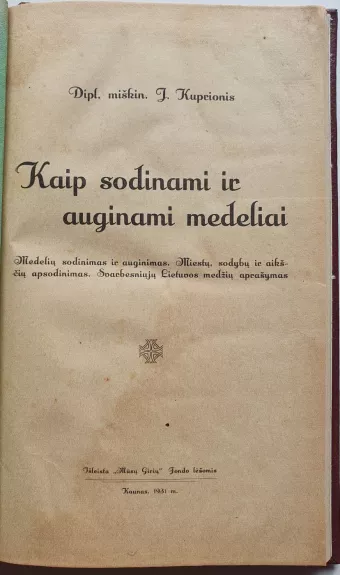 Dipl. miškin. J. Kuprionis
Kaip sodinami ir
auginami medeliai
Medelių sodinimas ir auginimas. Miestų, sodybų ir aikš-
čių apsodinimas. Svarbesniųjų Lietuvos medžių aprašymas
Išleista „Mūsų Girių" Fondo lėšomis
Kaunas, 1931 m.